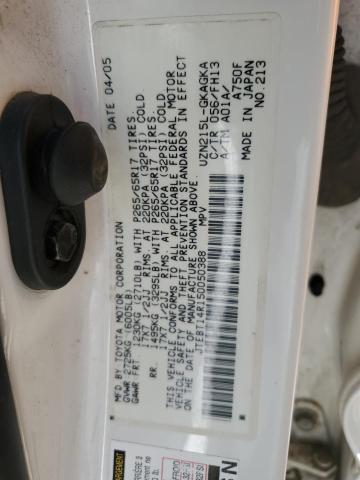 MFD BY TOYOTA MOTOR CORPORATION DATE 04/05
GVWR 2725KG (6005LB)
GAWR FRT 1230KG (2710LB) WITH P265/65R17 TIRES.
17X7 1/2JJ RIMS. AT 220KPA (32PSI) COLD
RR. 1495KG (3295LB) WITH P265/65R17 TIRES.
17X7 1/2JJ RIMS. AT 220KPA (32PSI) COLD
THIS VEHICLE CONFORMS TO ALL APPLICABLE FEDERAL MOTOR
VEHICLE SAFETY AND THEFT PREVENTION STANDARDS IN EFFECT
ON THE DATE OF MANUFACTURE SHOWN ABOVE.
JTEBT14R150050388 MPV
UZN215L-GKAGKA
C/TR 056/FH13
A/TM A01A/A750F
MADE IN JAPAN
NO.213